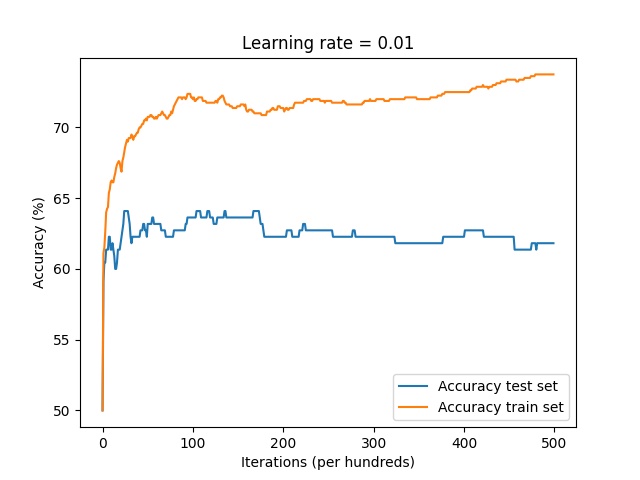 Learning rate = 0.01
Accuracy (%)
70
65
60
55
50
0 100 200 300 400 500
Iterations (per hundreds)
Accuracy test set
Accuracy train set